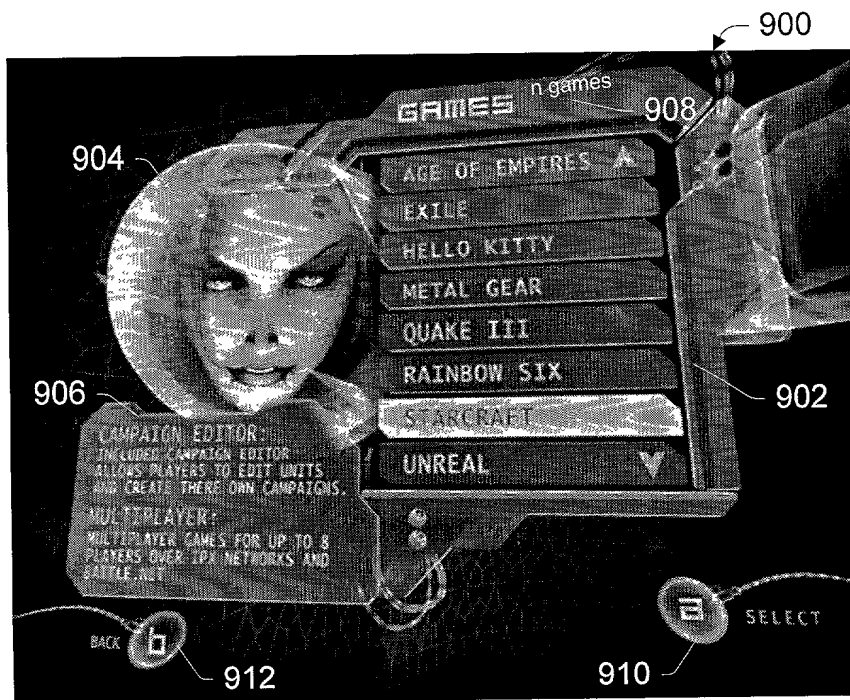 900
GAMES n games
908
904
AGE OF EMPIRES
EXILE
HELLO KITTY
METAL GEAR
QUAKE III
RAINBOW SIX
902
906
STARCRAFT
UNREAL
CAMPAIGN EDITOR:
INCLUDED CAMPAIGN EDITOR
ALLOWS PLAYERS TO EDIT UNITS
AND CREATE THERE OWN CAMPAIGNS.
MULTIPLAYER:
MULTIPLAYER GAMES FOR UP TO 8
PLAYERS OVER IPX NETWORKS AND
BATTLE.NET
BACK b
912
a SELECT
910